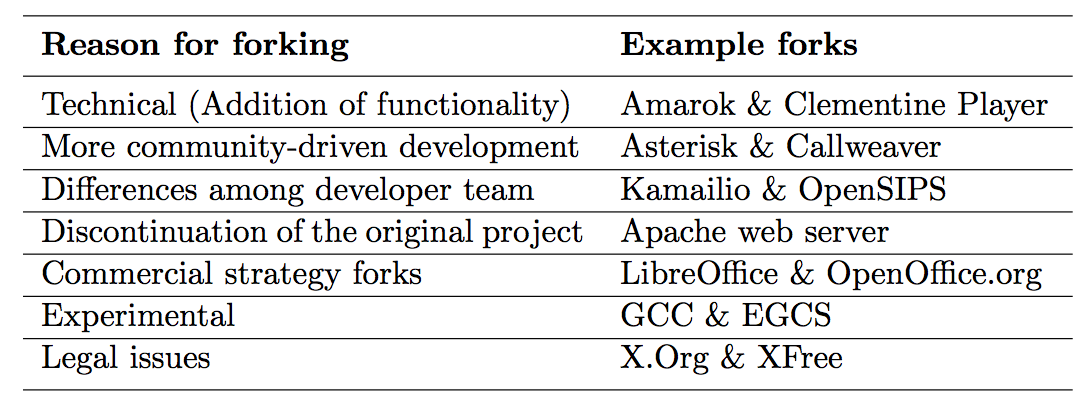 Reason for forking Example forks
Technical (Addition of functionality) Amarok & Clementine Player
More community-driven development Asterisk & Callweaver
Differences among developer team Kamailio & OpenSIPS
Discontinuation of the original project Apache web server
Commercial strategy forks LibreOffice & OpenOffice.org
Experimental GCC & EGCS
Legal issues X.Org & XFree